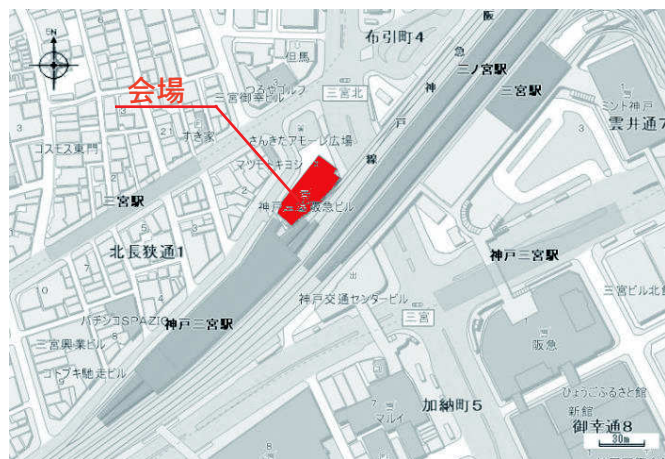 N
布引町4
但馬
つるやゴルフ
三宮御幸ビル
三宮北
阪
急
神
戸
線
三ノ宮駅
三宮駅
ミント神戸
雲井通7
会場
コスモス東門
すき家
さんきたアモーレ広場
マツモトキヨシ
三宮駅
神戸三宮阪急ビル
北長狭通1
神戸三宮駅
三宮ビル北館
パチンコSPAZIO
神戸三宮駅
神戸交通センタービル
三宮
三宮興業ビル
コトブキ馳走ビル
阪急
加納町5
マルイ
ひょうごふるさと館
新館
御幸通8
30m